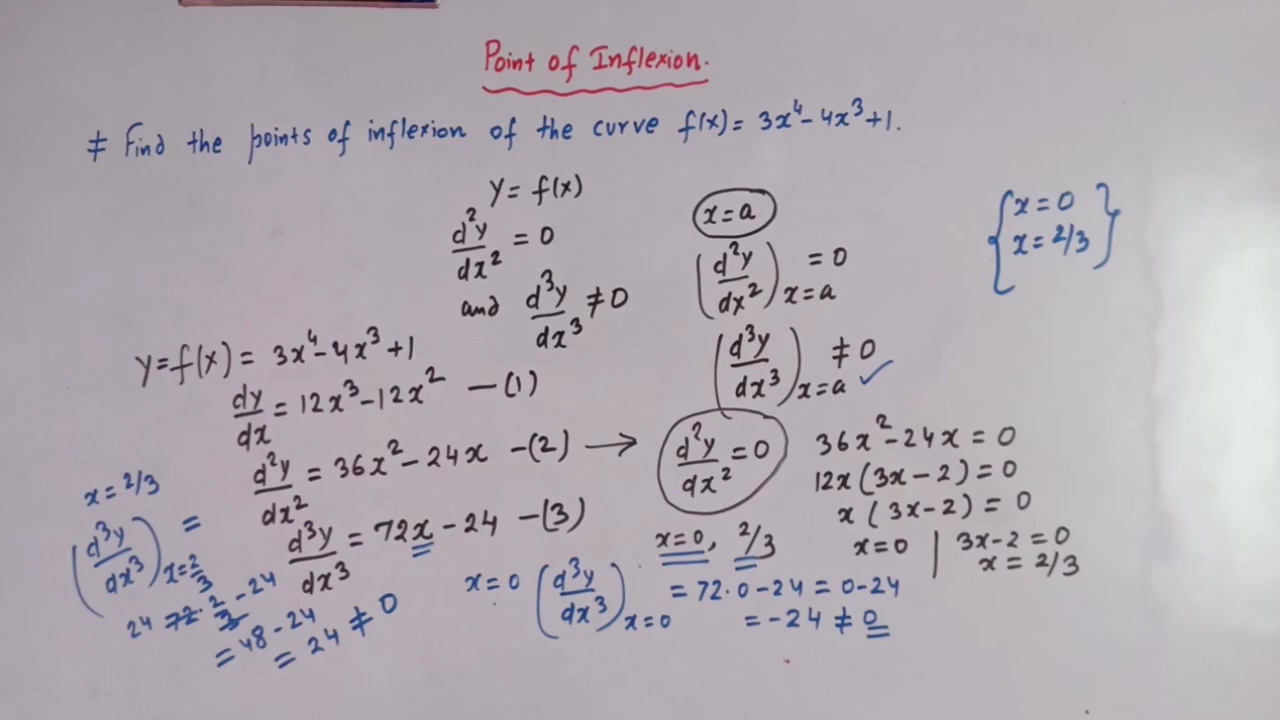 Point of Inflexion.
# Find the points of inflexion of the curve f(x) = 3x⁴ - 4x³ + 1.
y = f(x)
d²y/dx² = 0
and d³y/dx³ ≠ 0
x = a
(d²y/dx²)x=a = 0
(d³y/dx³)x=a ≠ 0 ✓
{ x = 0
x = 2/3 }
y = f(x) = 3x⁴ - 4x³ + 1
dy/dx = 12x³ - 12x² — (1)
d²y/dx² = 36x² - 24x - (2) → d²y/dx² = 0
d³y/dx³ = 72x - 24 - (3)
36x² - 24x = 0
12x (3x - 2) = 0
x (3x - 2) = 0
x = 0 | 3x - 2 = 0
x = 2/3
x = 0, 2/3
x = 0 (d³y/dx³)x=0 = 72·0 - 24 = 0 - 24
= -24 ≠ 0
x = 2/3
(d³y/dx³)x=2/3 =
24 72·2/3 - 24
= 48 - 24
= 24 ≠ 0